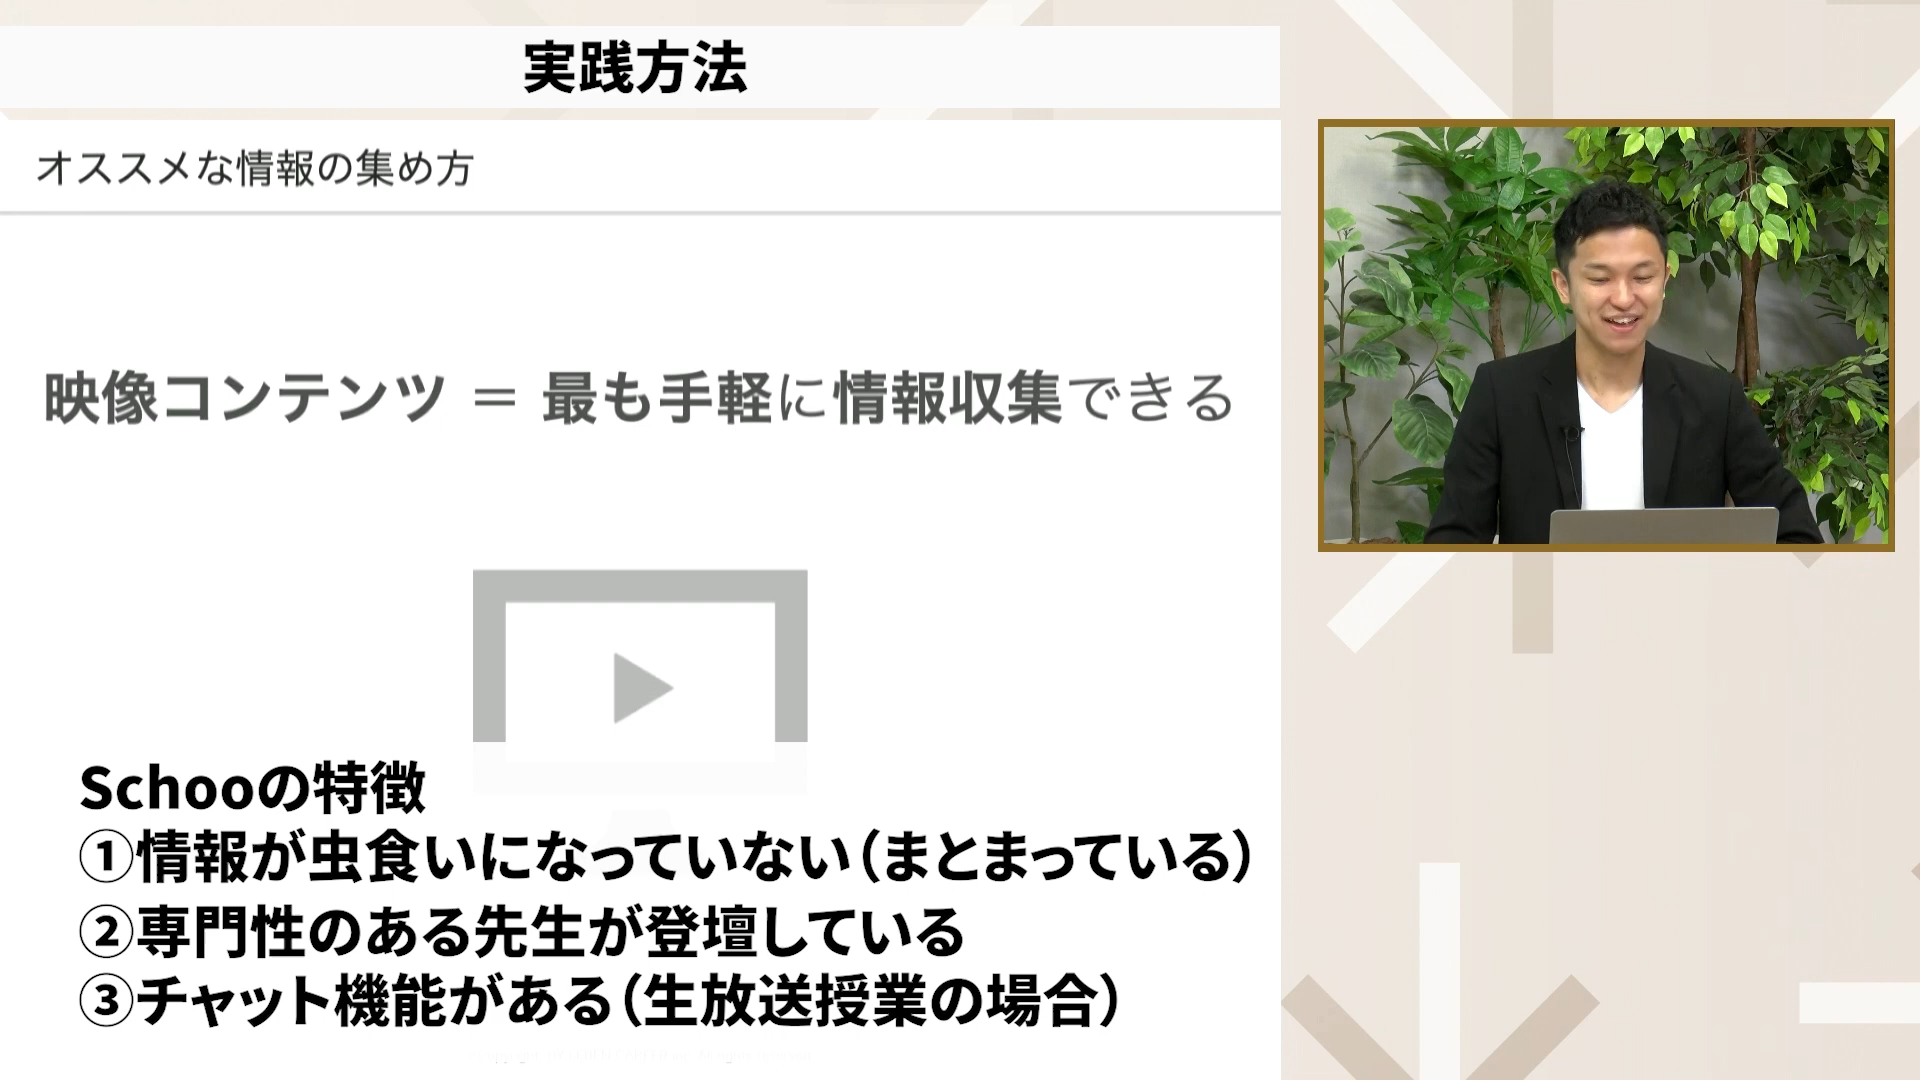 実践方法
オススメな情報の集め方
映像コンテンツ ＝ 最も手軽に情報収集できる
Schooの特徴
①情報が虫食いになっていない（まとまっている）
②専門性のある先生が登壇している
③チャット機能がある（生放送授業の場合）